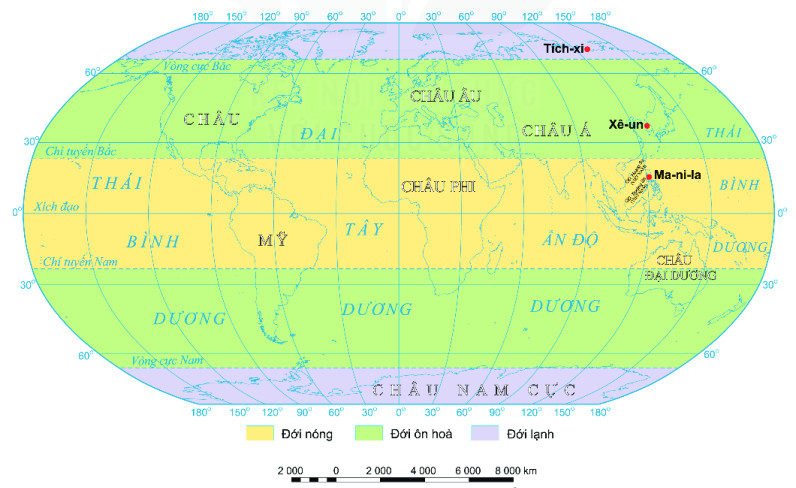 180° 150° 120° 90° 60° 30° 0° 30° 60° 90° 120° 150° 180°
Tích-xi
Vòng cực Bắc
60° 60°
CHÂU ÂU
CHÂU
ĐẠI
CHÂU Á
Xê-un
THÁI
30° 30°
Chí tuyến Bắc
THÁI
CHÂU PHI
Ma-ni-la
BÌNH
Xích đạo
0° 0°
BÌNH
MỸ
TÂY
ẤN ĐỘ
DƯƠNG
Chí tuyến Nam
CHÂU
ĐẠI DƯƠNG
30° 30°
DƯƠNG
DƯƠNG
DƯƠNG
60° 60°
Vòng cực Nam
CHÂU NAM CỰC
180° 150° 120° 90° 60° 30° 0° 30° 60° 90° 120° 150° 180°
Đới nóng
Đới ôn hoà
Đới lạnh
2 000 0 2 000 4 000 6 000 8 000 km